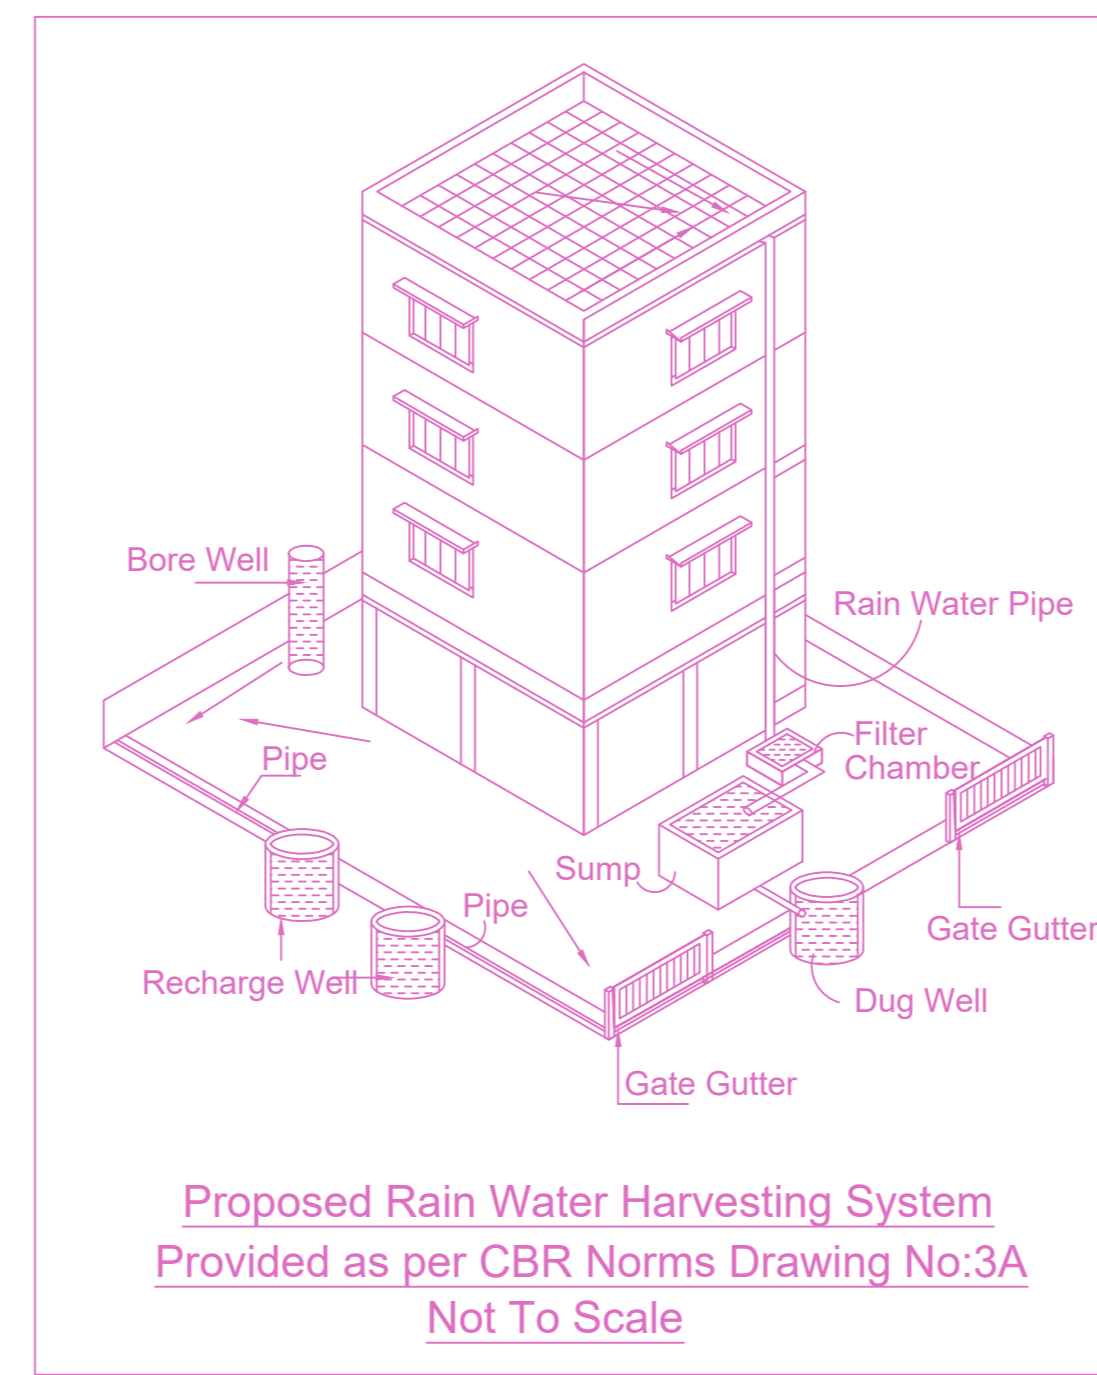 Bore Well
Rain Water Pipe
Filter
Chamber
Pipe
Sump
Pipe
Gate Gutter
Recharge Well
Dug Well
Gate Gutter
Proposed Rain Water Harvesting System
Provided as per CBR Norms Drawing No:3A
Not To Scale